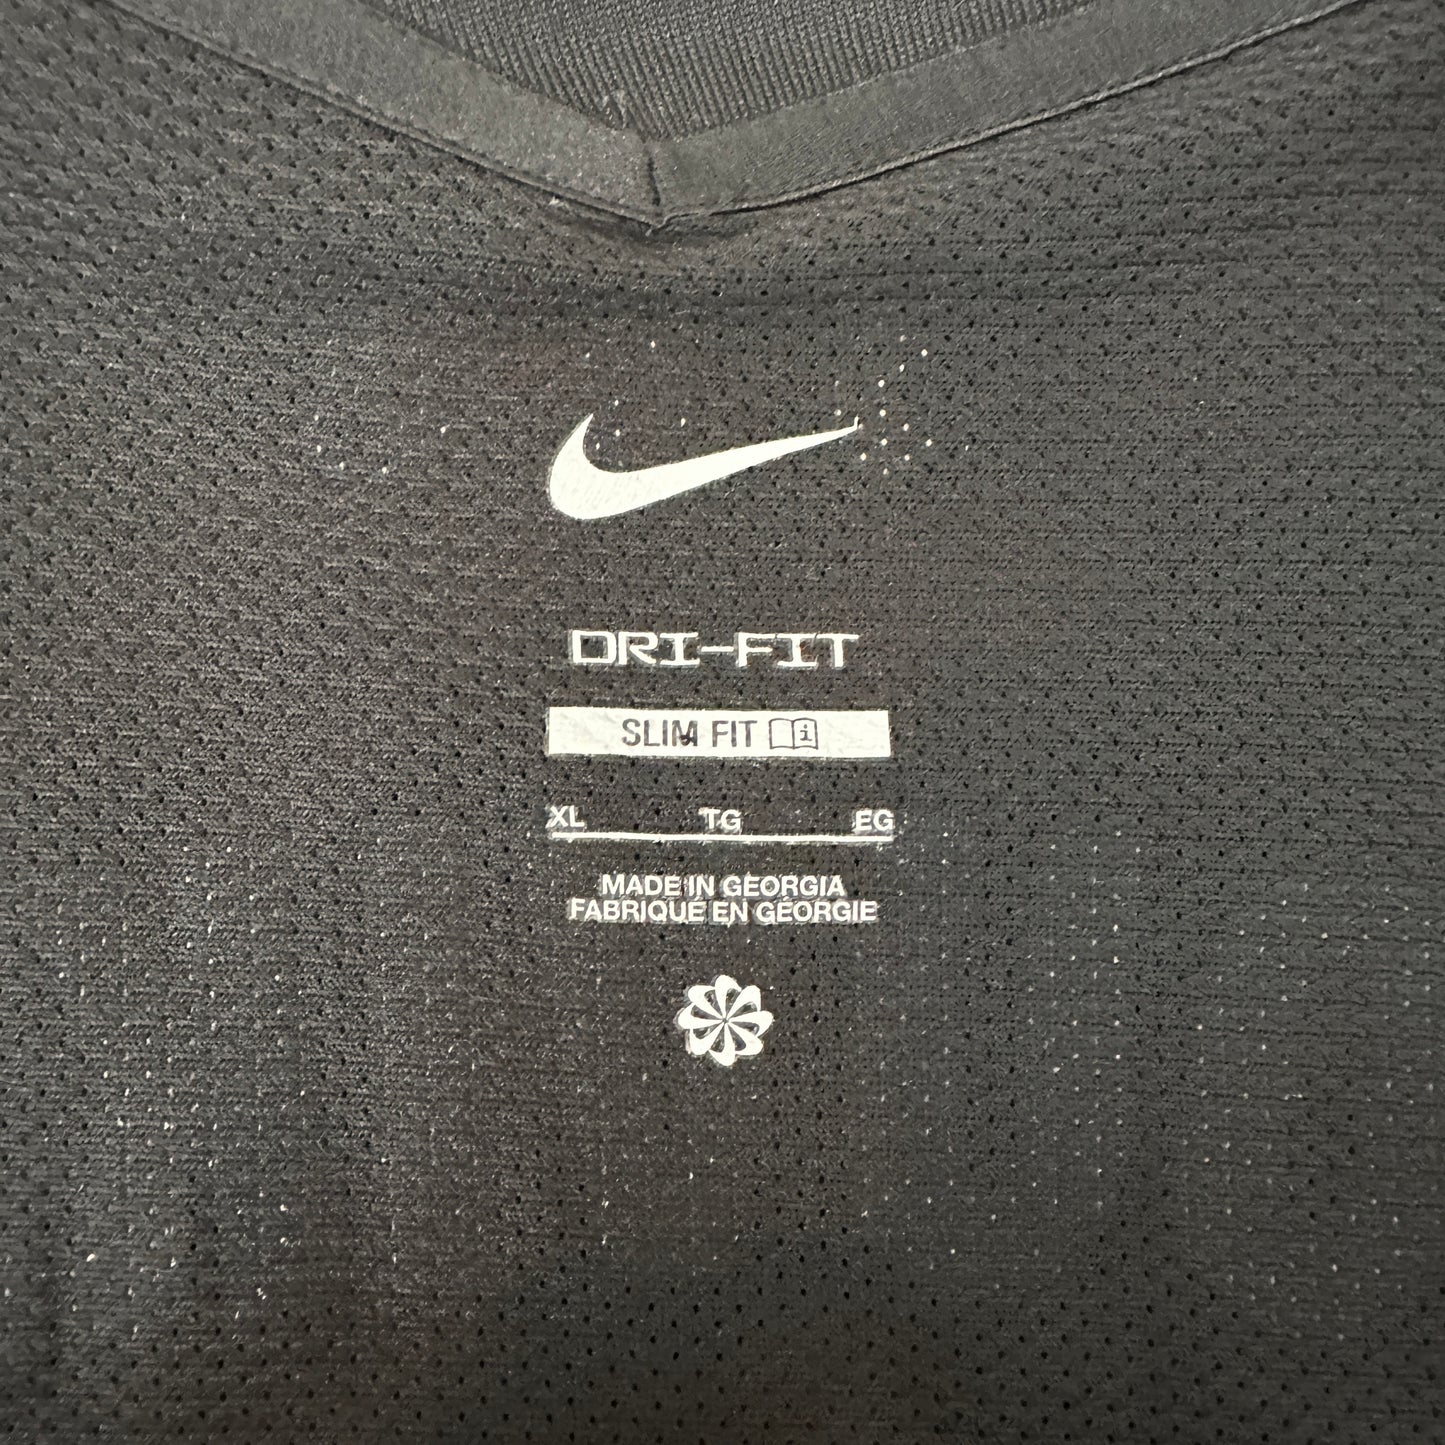 DRI-FIT
SLIM FIT
XL TG EG
MADE IN GEORGIA
FABRIQUÉ EN GÉORGIE